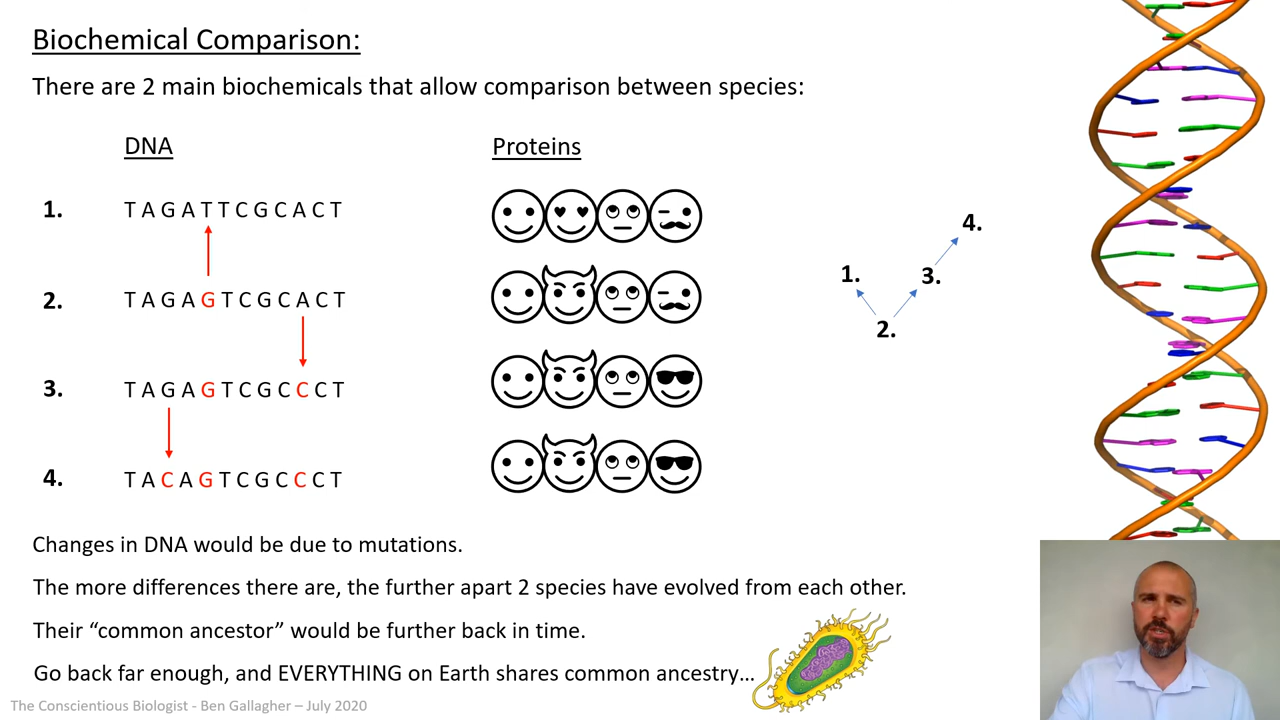 Biochemical Comparison:
There are 2 main biochemicals that allow comparison between species:
DNA
Proteins
1.
T A G A T T C G C A C T
2.
T A G A G T C G C A C T
3.
T A G A G T C G C C C T
4.
T A C A G T C G C C C T
4.
1.
3.
2.
Changes in DNA would be due to mutations.
The more differences there are, the further apart 2 species have evolved from each other.
Their “common ancestor” would be further back in time.
Go back far enough, and EVERYTHING on Earth shares common ancestry…
The Conscientious Biologist - Ben Gallagher – July 2020